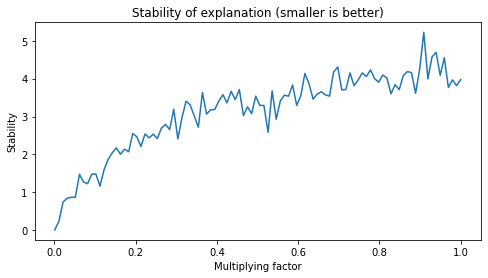 Stability of explanation (smaller is better)
5
4
3
2
1
0
Stability
0.0 0.2 0.4 0.6 0.8 1.0
Multiplying factor